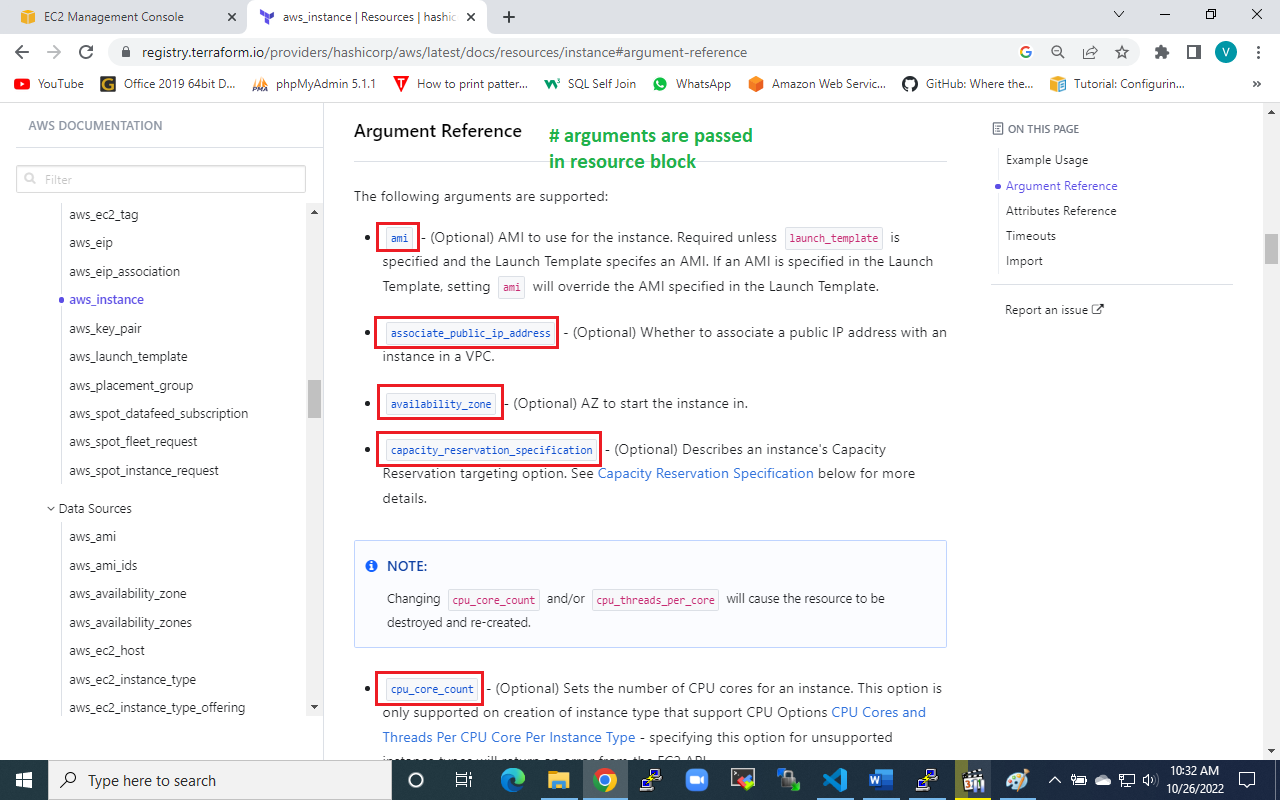 EC2 Management Console
aws_instance | Resources | hashic
registry.terraform.io/providers/hashicorp/aws/latest/docs/resources/instance#argument-reference
V
YouTube
Office 2019 64bit D...
phpMyAdmin 5.1.1
How to print patter...
SQL Self Join
WhatsApp
Amazon Web Servic...
GitHub: Where the...
Tutorial: Configurin...
»
AWS DOCUMENTATION
Filter
aws_ec2_tag
aws_eip
aws_eip_association
aws_instance
aws_key_pair
aws_launch_template
aws_placement_group
aws_spot_datafeed_subscription
aws_spot_fleet_request
aws_spot_instance_request
Data Sources
aws_ami
aws_ami_ids
aws_availability_zone
aws_availability_zones
aws_ec2_host
aws_ec2_instance_type
aws_ec2_instance_type_offering
Argument Reference
# arguments are passed
in resource block
The following arguments are supported:
ami - (Optional) AMI to use for the instance. Required unless launch_template is
specified and the Launch Template specifes an AMI. If an AMI is specified in the Launch
Template, setting ami will override the AMI specified in the Launch Template.
associate_public_ip_address - (Optional) Whether to associate a public IP address with an
instance in a VPC.
availability_zone - (Optional) AZ to start the instance in.
capacity_reservation_specification - (Optional) Describes an instance's Capacity
Reservation targeting option. See Capacity Reservation Specification below for more
details.
NOTE:
Changing cpu_core_count and/or cpu_threads_per_core will cause the resource to be
destroyed and re-created.
cpu_core_count - (Optional) Sets the number of CPU cores for an instance. This option is
only supported on creation of instance type that support CPU Options CPU Cores and
Threads Per CPU Core Per Instance Type - specifying this option for unsupported
instance types will return an error from the EC2 API.
ON THIS PAGE
Example Usage
Argument Reference
Attributes Reference
Timeouts
Import
Report an issue
Type here to search
10:32 AM
10/26/2022